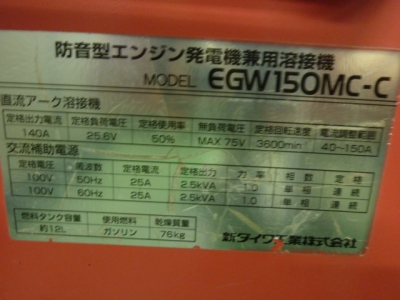 防音型エンジン発電機兼用溶接機
MODEL EGW150MC-C
直流アーク溶接機
定格出力電流 定格負荷電圧 定格使用率 無負荷電圧 定格回転速度 電流調整範囲
140A 25.6V 50% MAX 75V 3600min⁻¹ 40~150A
交流補助電源
定格電圧 周波数 定格電流 定格出力 力率 相数 定格
100V 50Hz 25A 2.5kVA 1.0 単相 連続
100V 60Hz 25A 2.5kVA 1.0 単相 連続
燃料タンク容量 使用燃料 乾燥質量
約12L ガソリン 76kg
新ダイワ工業株式会社